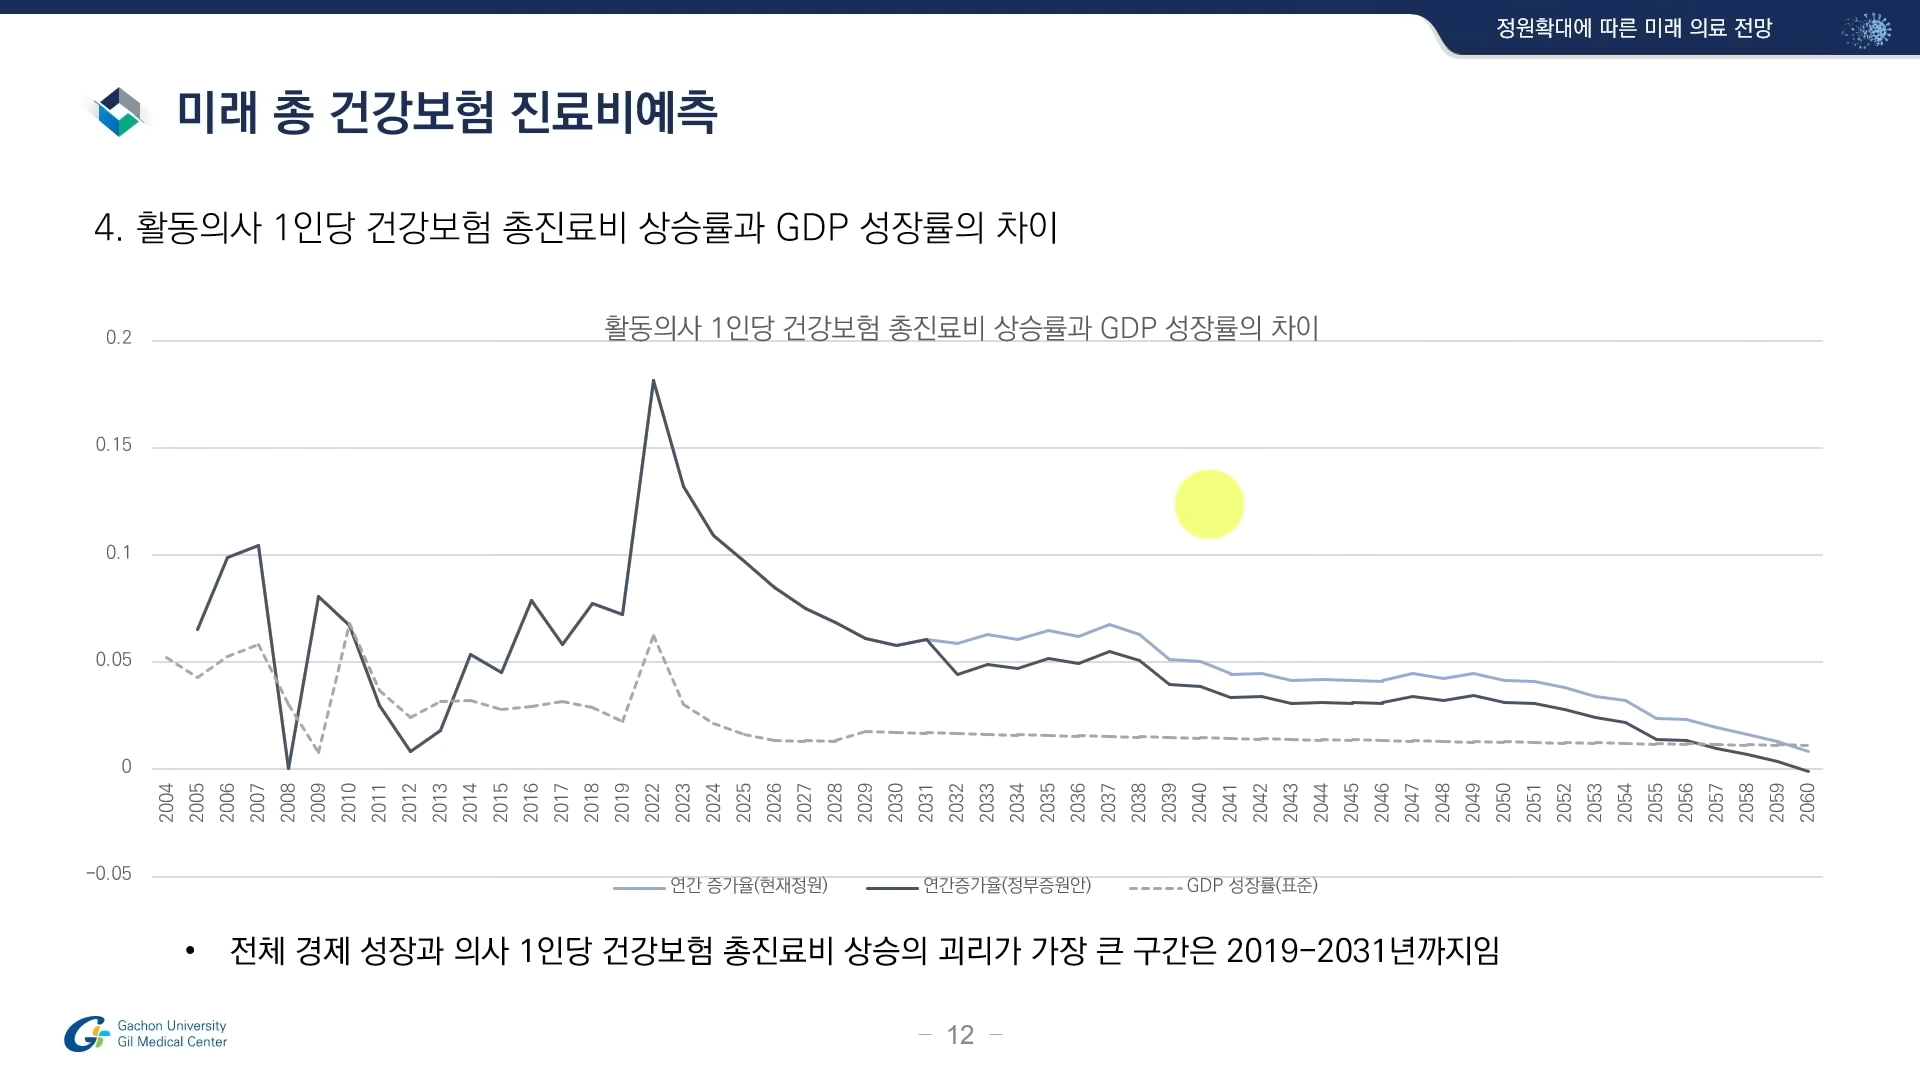 정원확대에 따른 미래 의료 전망
미래 총 건강보험 진료비예측
4. 활동의사 1인당 건강보험 총진료비 상승률과 GDP 성장률의 차이
활동의사 1인당 건강보험 총진료비 상승률과 GDP 성장률의 차이
0.2
0.15
0.1
0.05
0
-0.05
2004 2005 2006 2007 2008 2009 2010 2011 2012 2013 2014 2015 2016 2017 2018 2019 2022 2023 2024 2025 2026 2027 2028 2029 2030 2031 2032 2033 2034 2035 2036 2037 2038 2039 2040 2041 2042 2043 2044 2045 2046 2047 2048 2049 2050 2051 2052 2053 2054 2055 2056 2057 2058 2059 2060
연간 증가율(현재정원) 연간증가율(정부증원안) GDP 성장률(표준)
• 전체 경제 성장과 의사 1인당 건강보험 총진료비 상승의 괴리가 가장 큰 구간은 2019-2031년까지임
Gachon University
Gil Medical Center
- 12 -